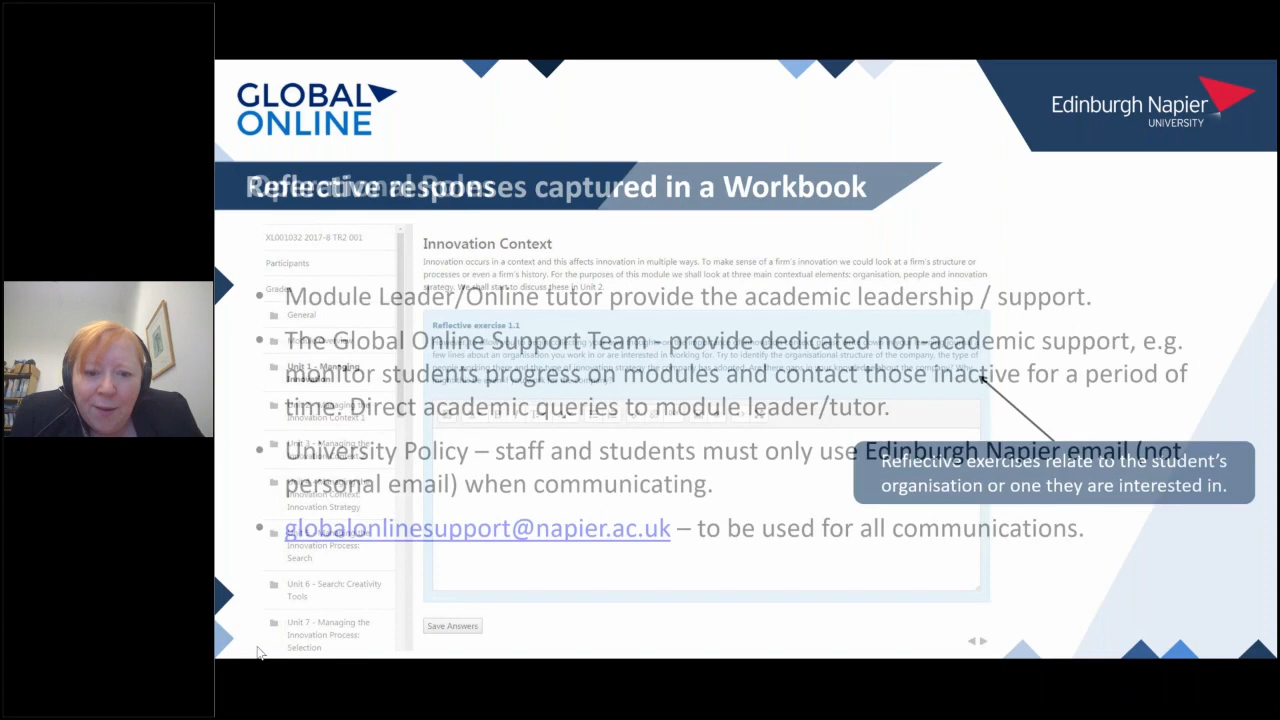 GLOBAL
ONLINE
Edinburgh Napier
UNIVERSITY
Reflective responses captured in a Workbook
XL001032 2017-8 TR2 001
Participants
Grades
General
Innovation Context
Innovation occurs in a context and this affects innovation in multiple ways. To make sense of a firm's innovation we could look at a firm's structure or
processes or even a firm's history. For the purposes of this module we shall look at three main contextual elements: organisation, people and innovation
strategy. We shall start to discuss these in Unit 2.
Module Leader/Online tutor provide the academic leadership / support.
Reflective exercise 1.1
The Global Online Support Team – provide dedicated non-academic support, e.g.
monitor students progress on modules and contact those inactive for a period of
time. Direct academic queries to module leader/tutor.
University Policy – staff and students must only use Edinburgh Napier email (not
personal email) when communicating.
globalonlinesupport@napier.ac.uk – to be used for all communications.
Reflective exercises relate to the student's
organisation or one they are interested in.
Unit 1 - Managing
Innovation
Innovation Context 1
Innovation Context:
Innovation Strategy
Innovation Process:
Search
Unit 6 - Search: Creativity
Tools
Unit 7 - Managing the
Innovation Process:
Selection
Save Answers